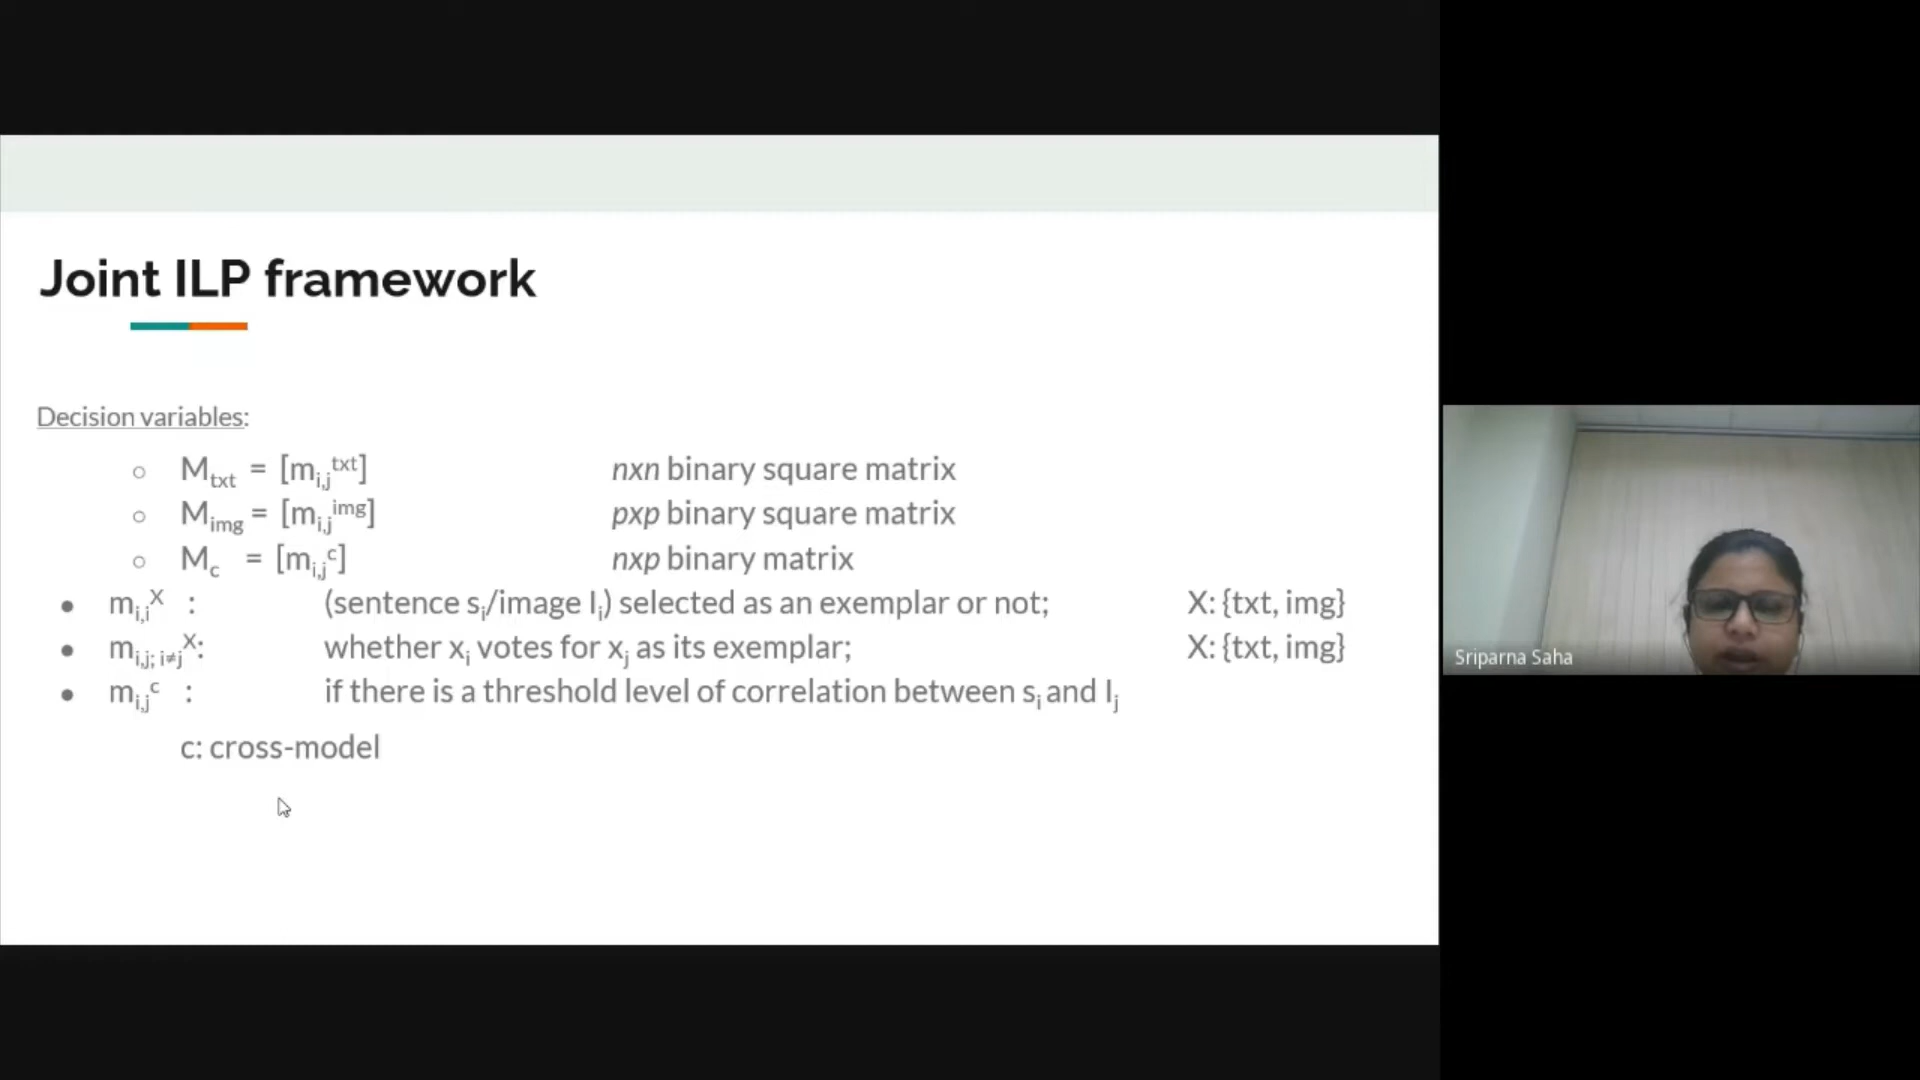 Joint ILP framework
Decision variables:
○ M_txt = [m_i,j^txt] nxn binary square matrix
○ M_img = [m_i,j^img] pxp binary square matrix
○ M_c = [m_i,j^c] nxp binary matrix
● m_i,i^X : (sentence s_i/image I_i) selected as an exemplar or not; X: {txt, img}
● m_i,j; i≠j^X: whether x_i votes for x_j as its exemplar; X: {txt, img}
● m_i,j^c : if there is a threshold level of correlation between s_i and I_j
c: cross-model
Sriparna Saha